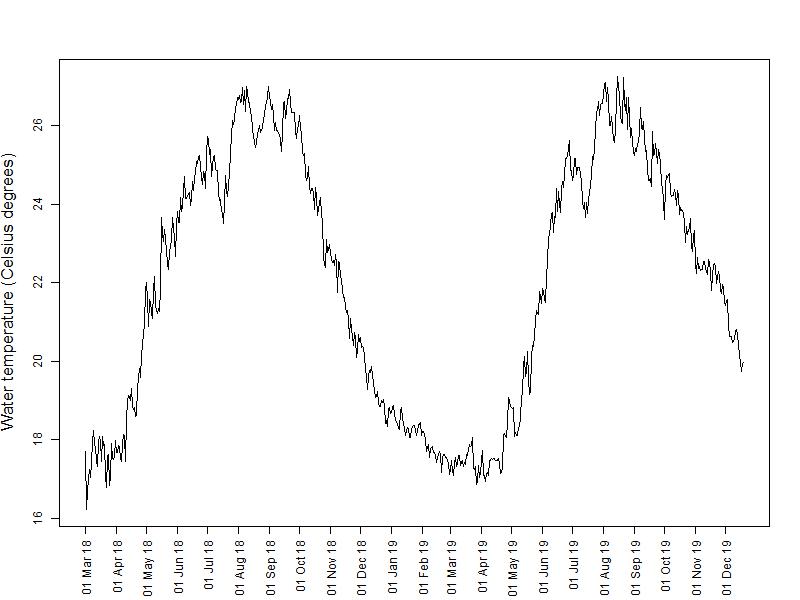 Water temperature (Celsius degrees)
26
24
22
20
18
16
01 Mar 18
01 Apr 18
01 May 18
01 Jun 18
01 Jul 18
01 Aug 18
01 Sep 18
01 Oct 18
01 Nov 18
01 Dec 18
01 Jan 19
01 Feb 19
01 Mar 19
01 Apr 19
01 May 19
01 Jun 19
01 Jul 19
01 Aug 19
01 Sep 19
01 Oct 19
01 Nov 19
01 Dec 19